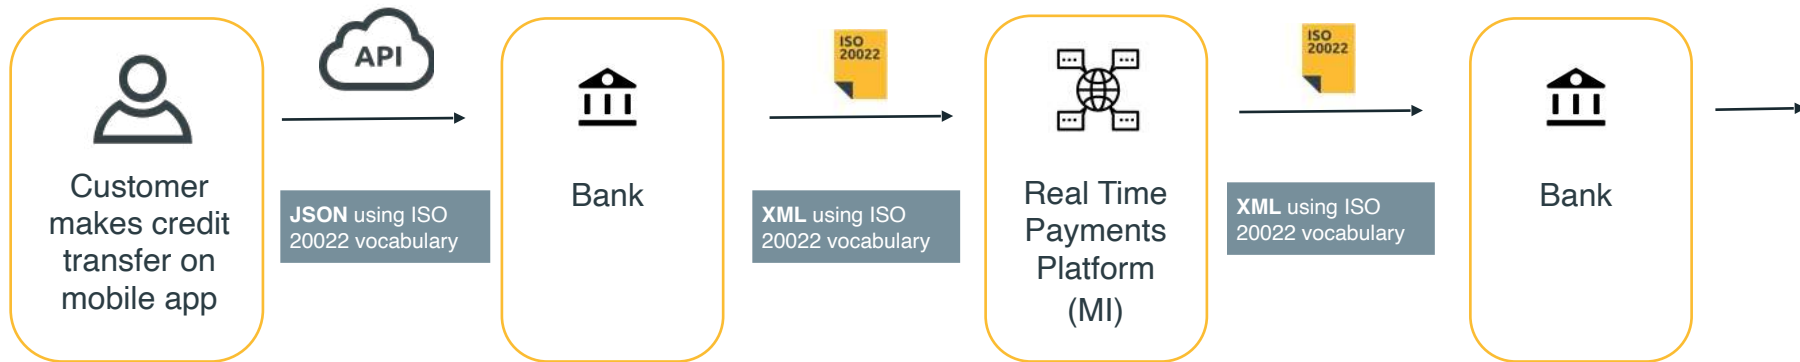 Customer
makes credit
transfer on
mobile app
API
JSON using ISO
20022 vocabulary
Bank
ISO
20022
XML using ISO
20022 vocabulary
Real Time
Payments
Platform
(MI)
ISO
20022
XML using ISO
20022 vocabulary
Bank